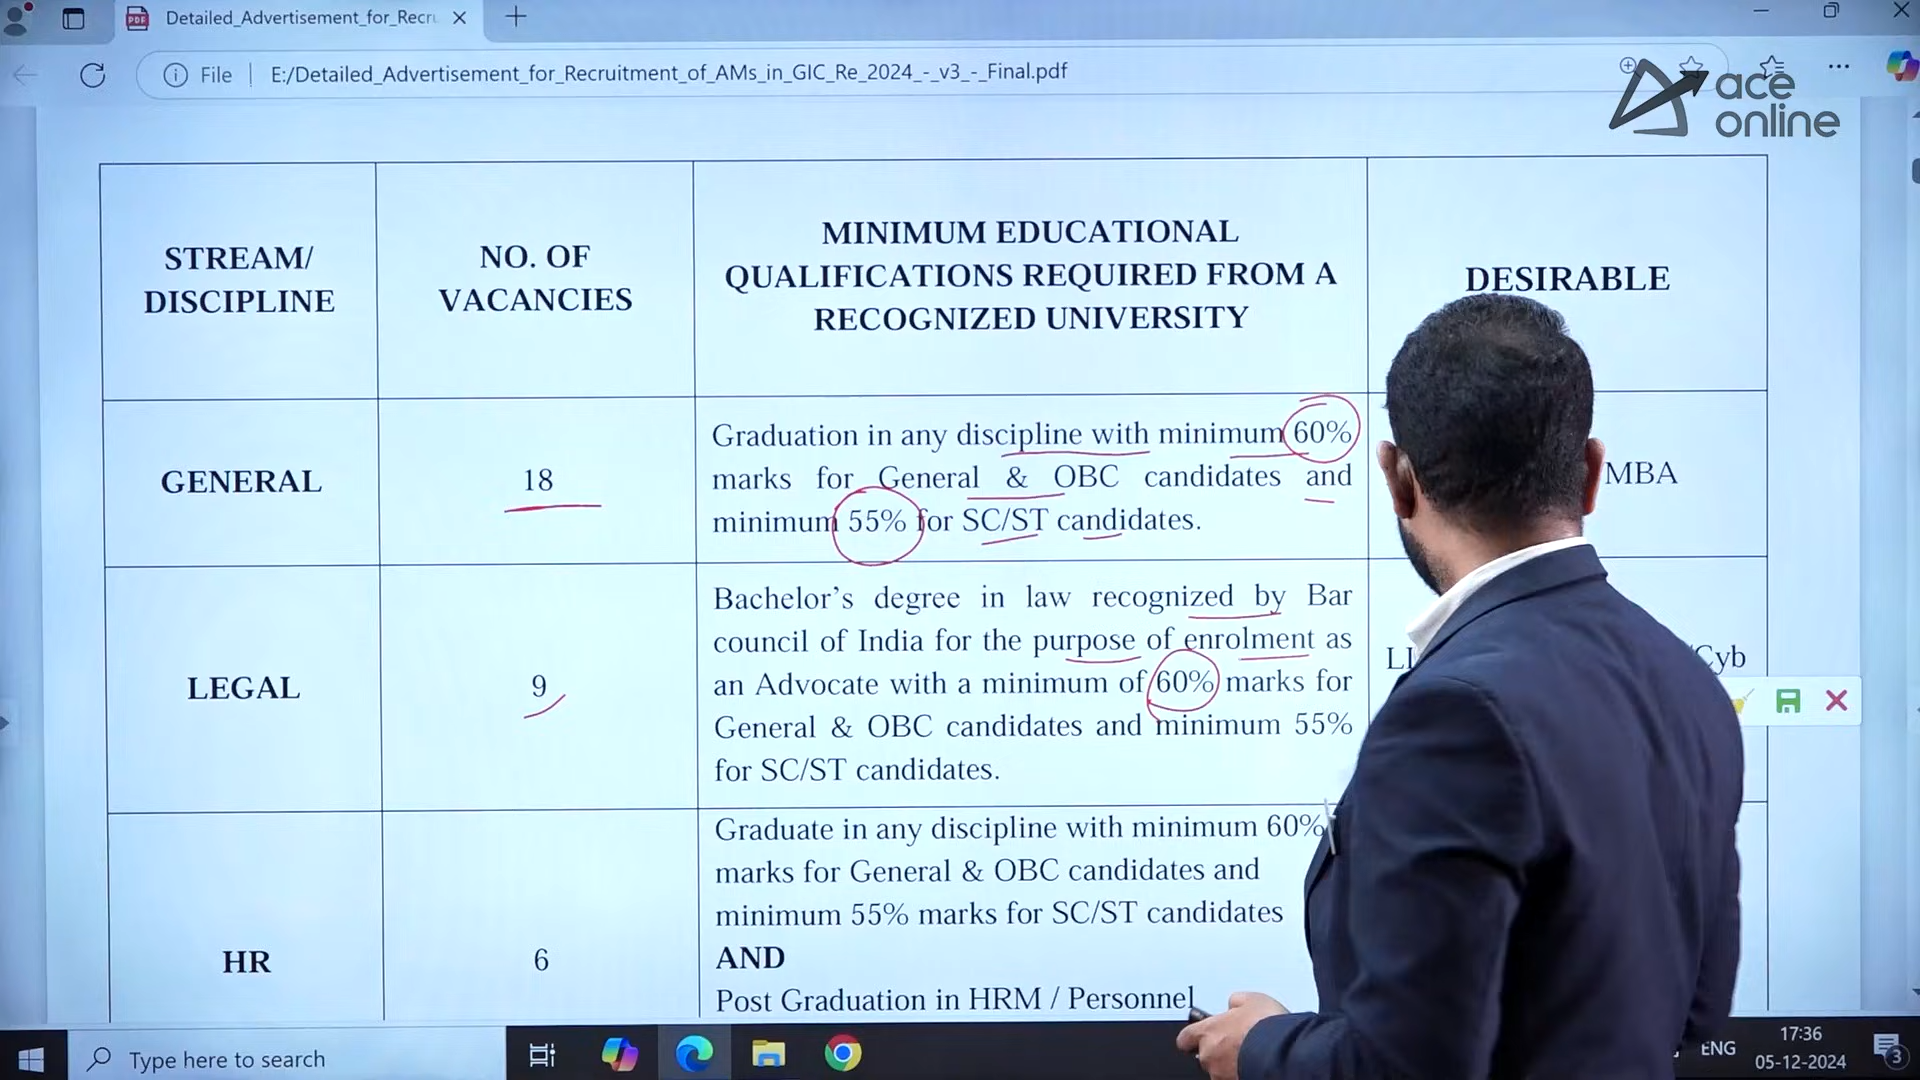 Detailed_Advertisement_for_Recru
File
E:/Detailed_Advertisement_for_Recruitment_of_AMs_in_GIC_Re_2024_-_v3_-_Final.pdf
ace
online
STREAM/
DISCIPLINE
NO. OF
VACANCIES
MINIMUM EDUCATIONAL
QUALIFICATIONS REQUIRED FROM A
RECOGNIZED UNIVERSITY
DESIRABLE
GENERAL
18
Graduation in any discipline with minimum 60%
marks for General & OBC candidates and
minimum 55% for SC/ST candidates.
MBA
LEGAL
9
Bachelor's degree in law recognized by Bar
council of India for the purpose of enrolment as
an Advocate with a minimum of 60% marks for
General & OBC candidates and minimum 55%
for SC/ST candidates.
Cyb
HR
6
Graduate in any discipline with minimum 60%
marks for General & OBC candidates and
minimum 55% marks for SC/ST candidates
AND
Post Graduation in HRM / Personnel
Type here to search
ENG
17:36
05-12-2024
3